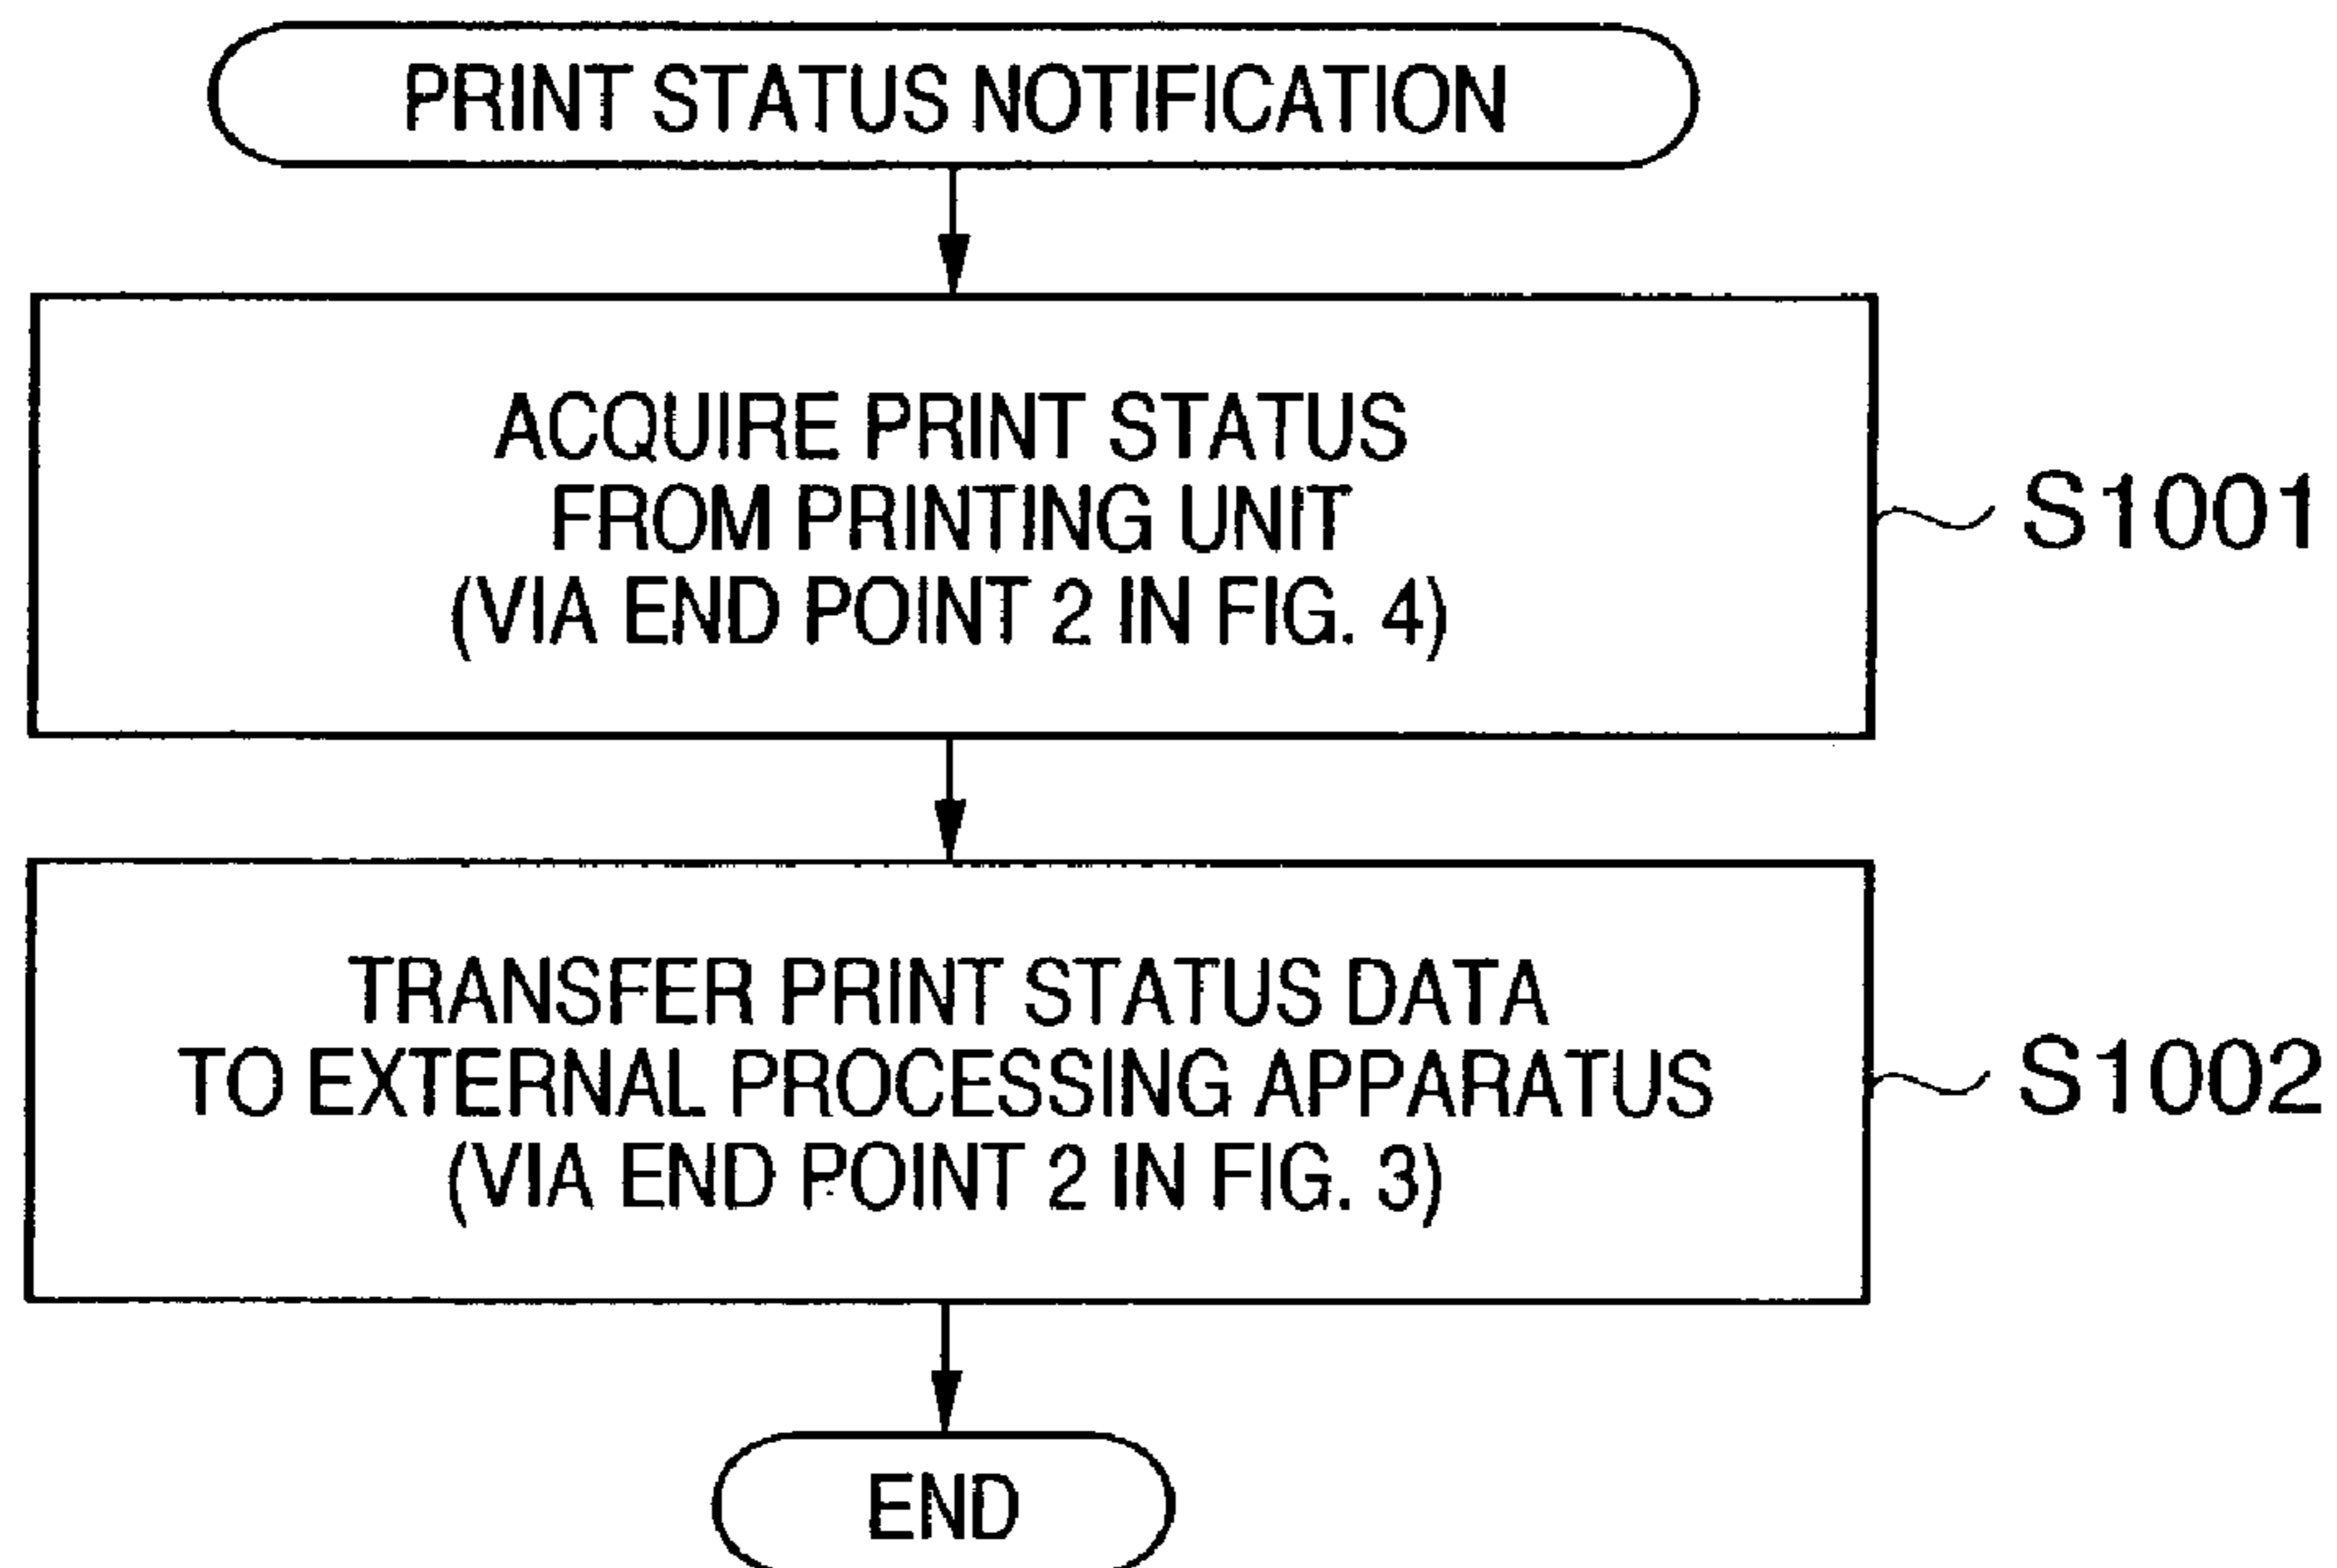 PRINT STATUS NOTIFICATION
ACQUIRE PRINT STATUS
FROM PRINTING UNIT
(VIA END POINT 2 IN FIG. 4)
S1001
TRANSFER PRINT STATUS DATA
TO EXTERNAL PROCESSING APPARATUS
(VIA END POINT 2 IN FIG. 3)
S1002
END